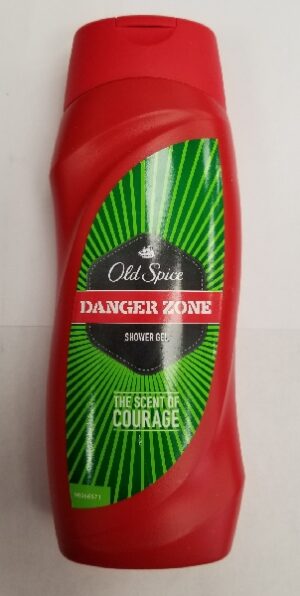 Old Spice
DANGER ZONE
SHOWER GEL
THE SCENT OF
COURAGE